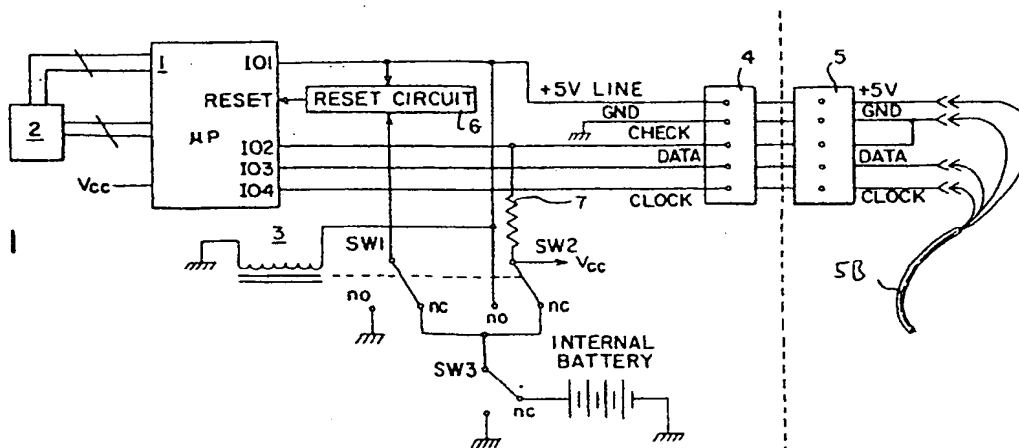 4
5
1
IO1
+5V LINE
+5V
RESET
RESET CIRCUIT
GND
GND
6
CHECK
2
μP
IO2
DATA
DATA
IO3
Vcc
IO4
CLOCK
CLOCK
7
3
SW1
SW2
Vcc
5B
no
nc
no
nc
INTERNAL
BATTERY
SW3
nc